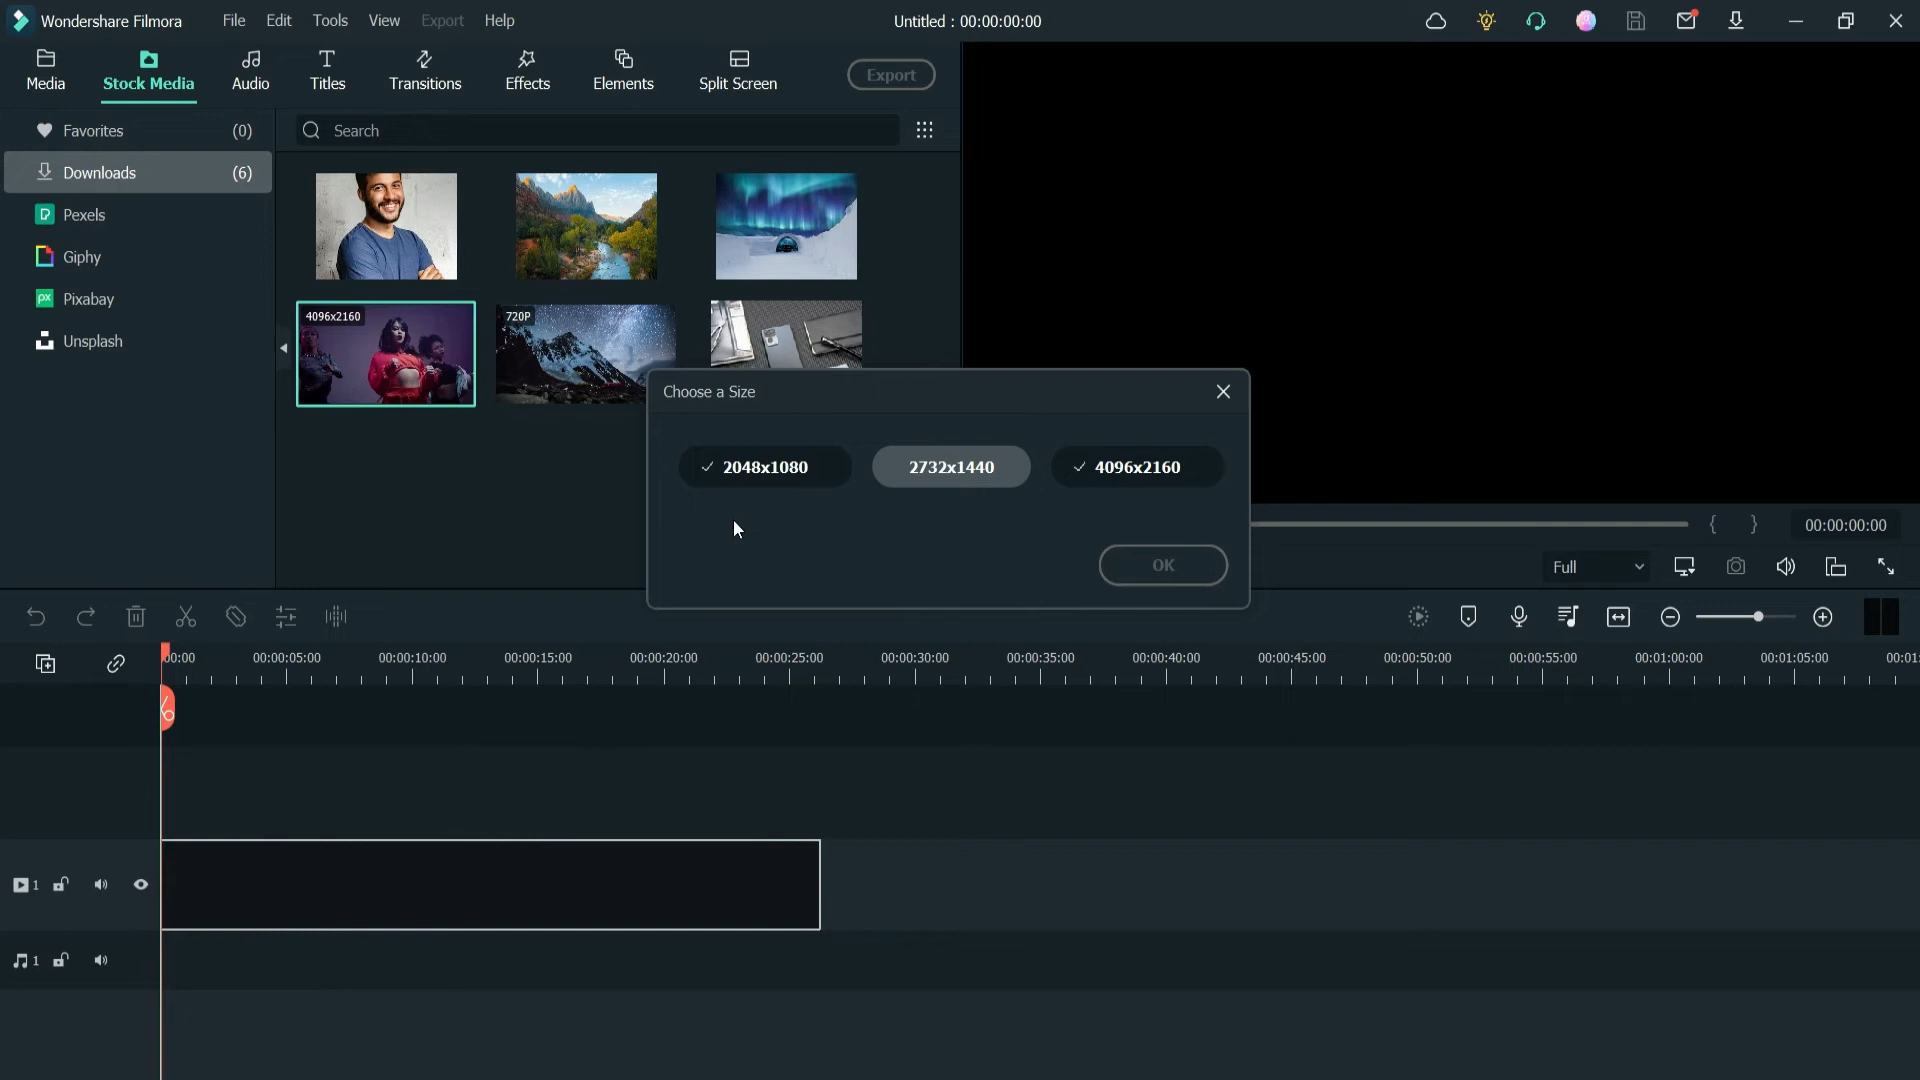 Wondershare Filmora File Edit Tools View Export Help Untitled : 00:00:00:00
Media Stock Media Audio Titles Transitions Effects Elements Split Screen Export
Favorites (0) Search
Downloads (6)
Pexels
Giphy
Pixabay
Unsplash
4096x2160 720P
Choose a Size
2048x1080 2732x1440 4096x2160
OK
{ } 00:00:00:00
Full
00:00 00:00:05:00 00:00:10:00 00:00:15:00 00:00:20:00 00:00:25:00 00:00:30:00 00:00:35:00 00:00:40:00 00:00:45:00 00:00:50:00 00:00:55:00 00:01:00:00 00:01:05:00 00:01:
1
1